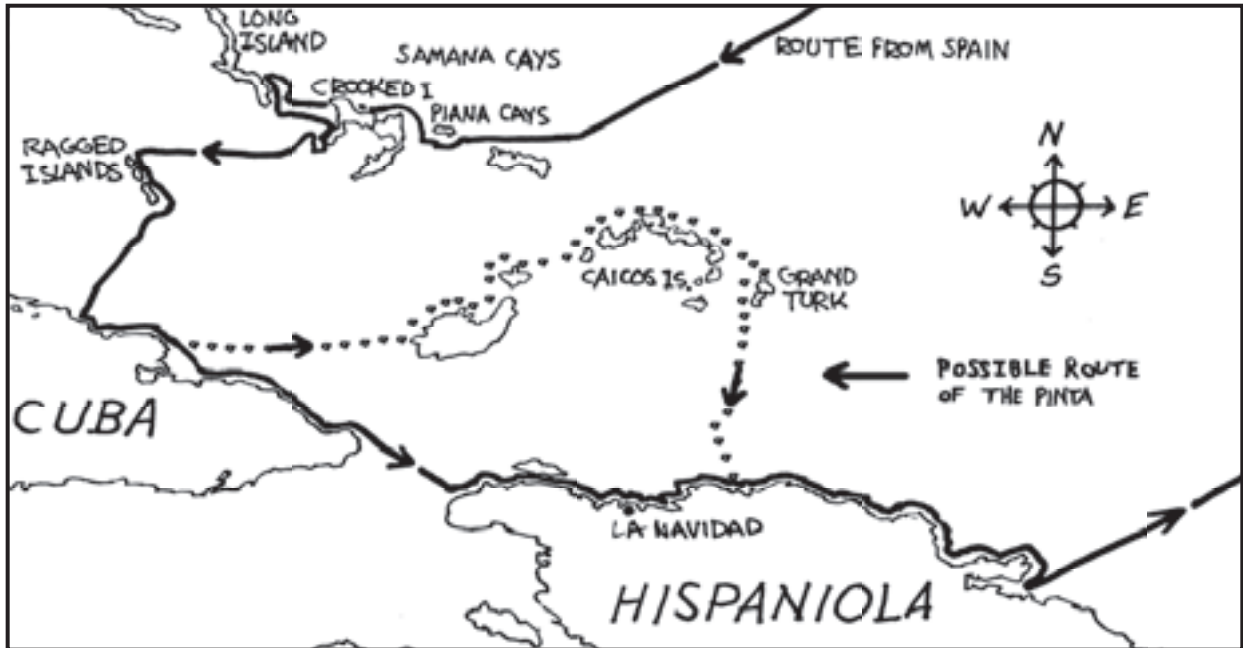 LONG
ISLAND
SAMANA CAYS
ROUTE FROM SPAIN
CROOKED I
PIANA CAYS
RAGGED
ISLANDS
N
W
E
S
CAICOS IS.
GRAND
TURK
POSSIBLE ROUTE
OF THE PINTA
CUBA
LA NAVIDAD
HISPANIOLA